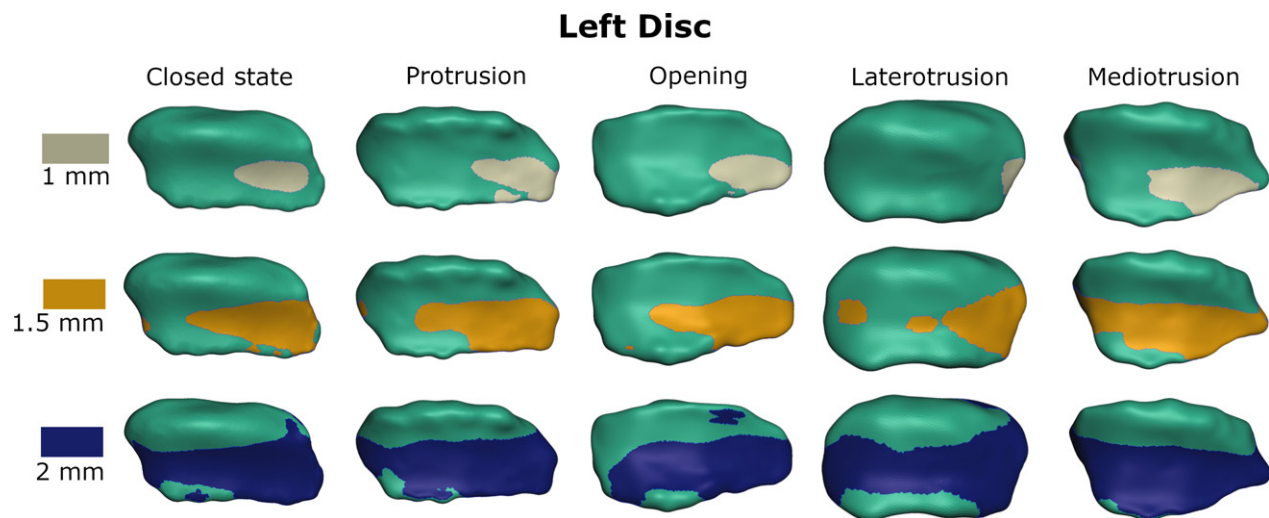 Left Disc
Closed state Protrusion Opening Laterotrusion Mediotrusion
1 mm
1.5 mm
2 mm